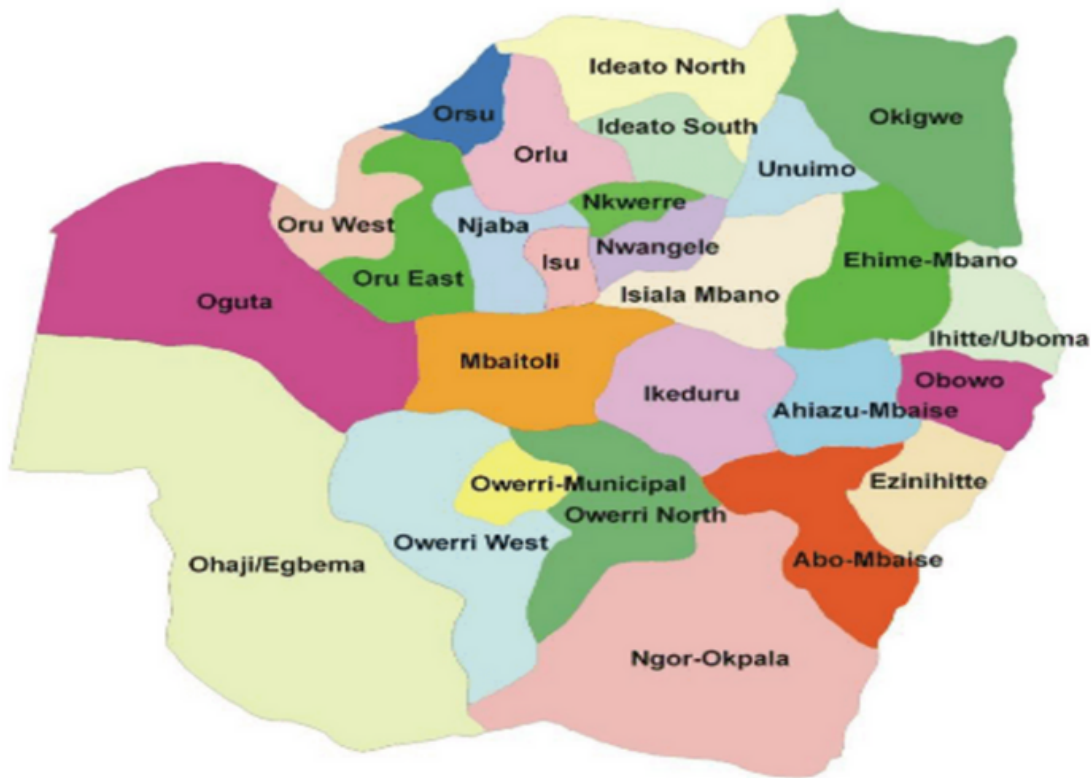 Ideato North
Orsu
Okigwe
Ideato South
Orlu
Unuimo
Nkwerre
Oru West
Njaba
Nwangele
Isu
Ehime-Mbano
Oru East
Isiala Mbano
Oguta
Ihitte/Uboma
Mbaitoli
Obowo
Ikeduru
Ahiazu-Mbaise
Owerri-Municipal
Ezinihitte
Owerri North
Owerri West
Abo-Mbaise
Ohaji/Egbema
Ngor-Okpala